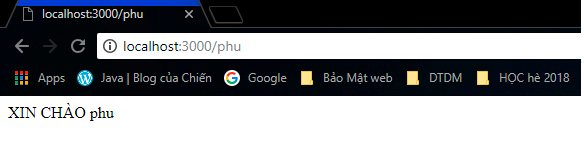 localhost:3000/phu
localhost:3000/phu
Apps Java | Blog của Chiến Google Bảo Mật web DTDM HỌC hè 2018
XIN CHÀO phu